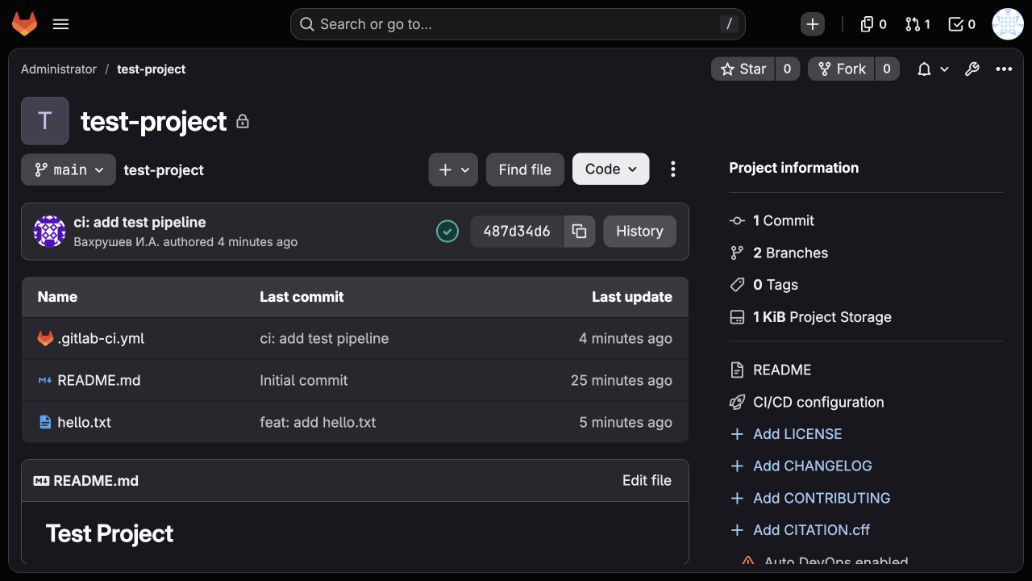 Search or go to...
/
0
1
0
Administrator / test-project
Star 0
Fork 0
T
test-project
main
test-project
Find file
Code
ci: add test pipeline
Вахрушев И.А. authored 4 minutes ago
487d34d6
History
Name Last commit Last update
.gitlab-ci.yml ci: add test pipeline 4 minutes ago
README.md Initial commit 25 minutes ago
hello.txt feat: add hello.txt 5 minutes ago
README.md
Edit file
Test Project
Project information
1 Commit
2 Branches
0 Tags
1 KiB Project Storage
README
CI/CD configuration
Add LICENSE
Add CHANGELOG
Add CONTRIBUTING
Add CITATION.cff
Auto DevOps enabled